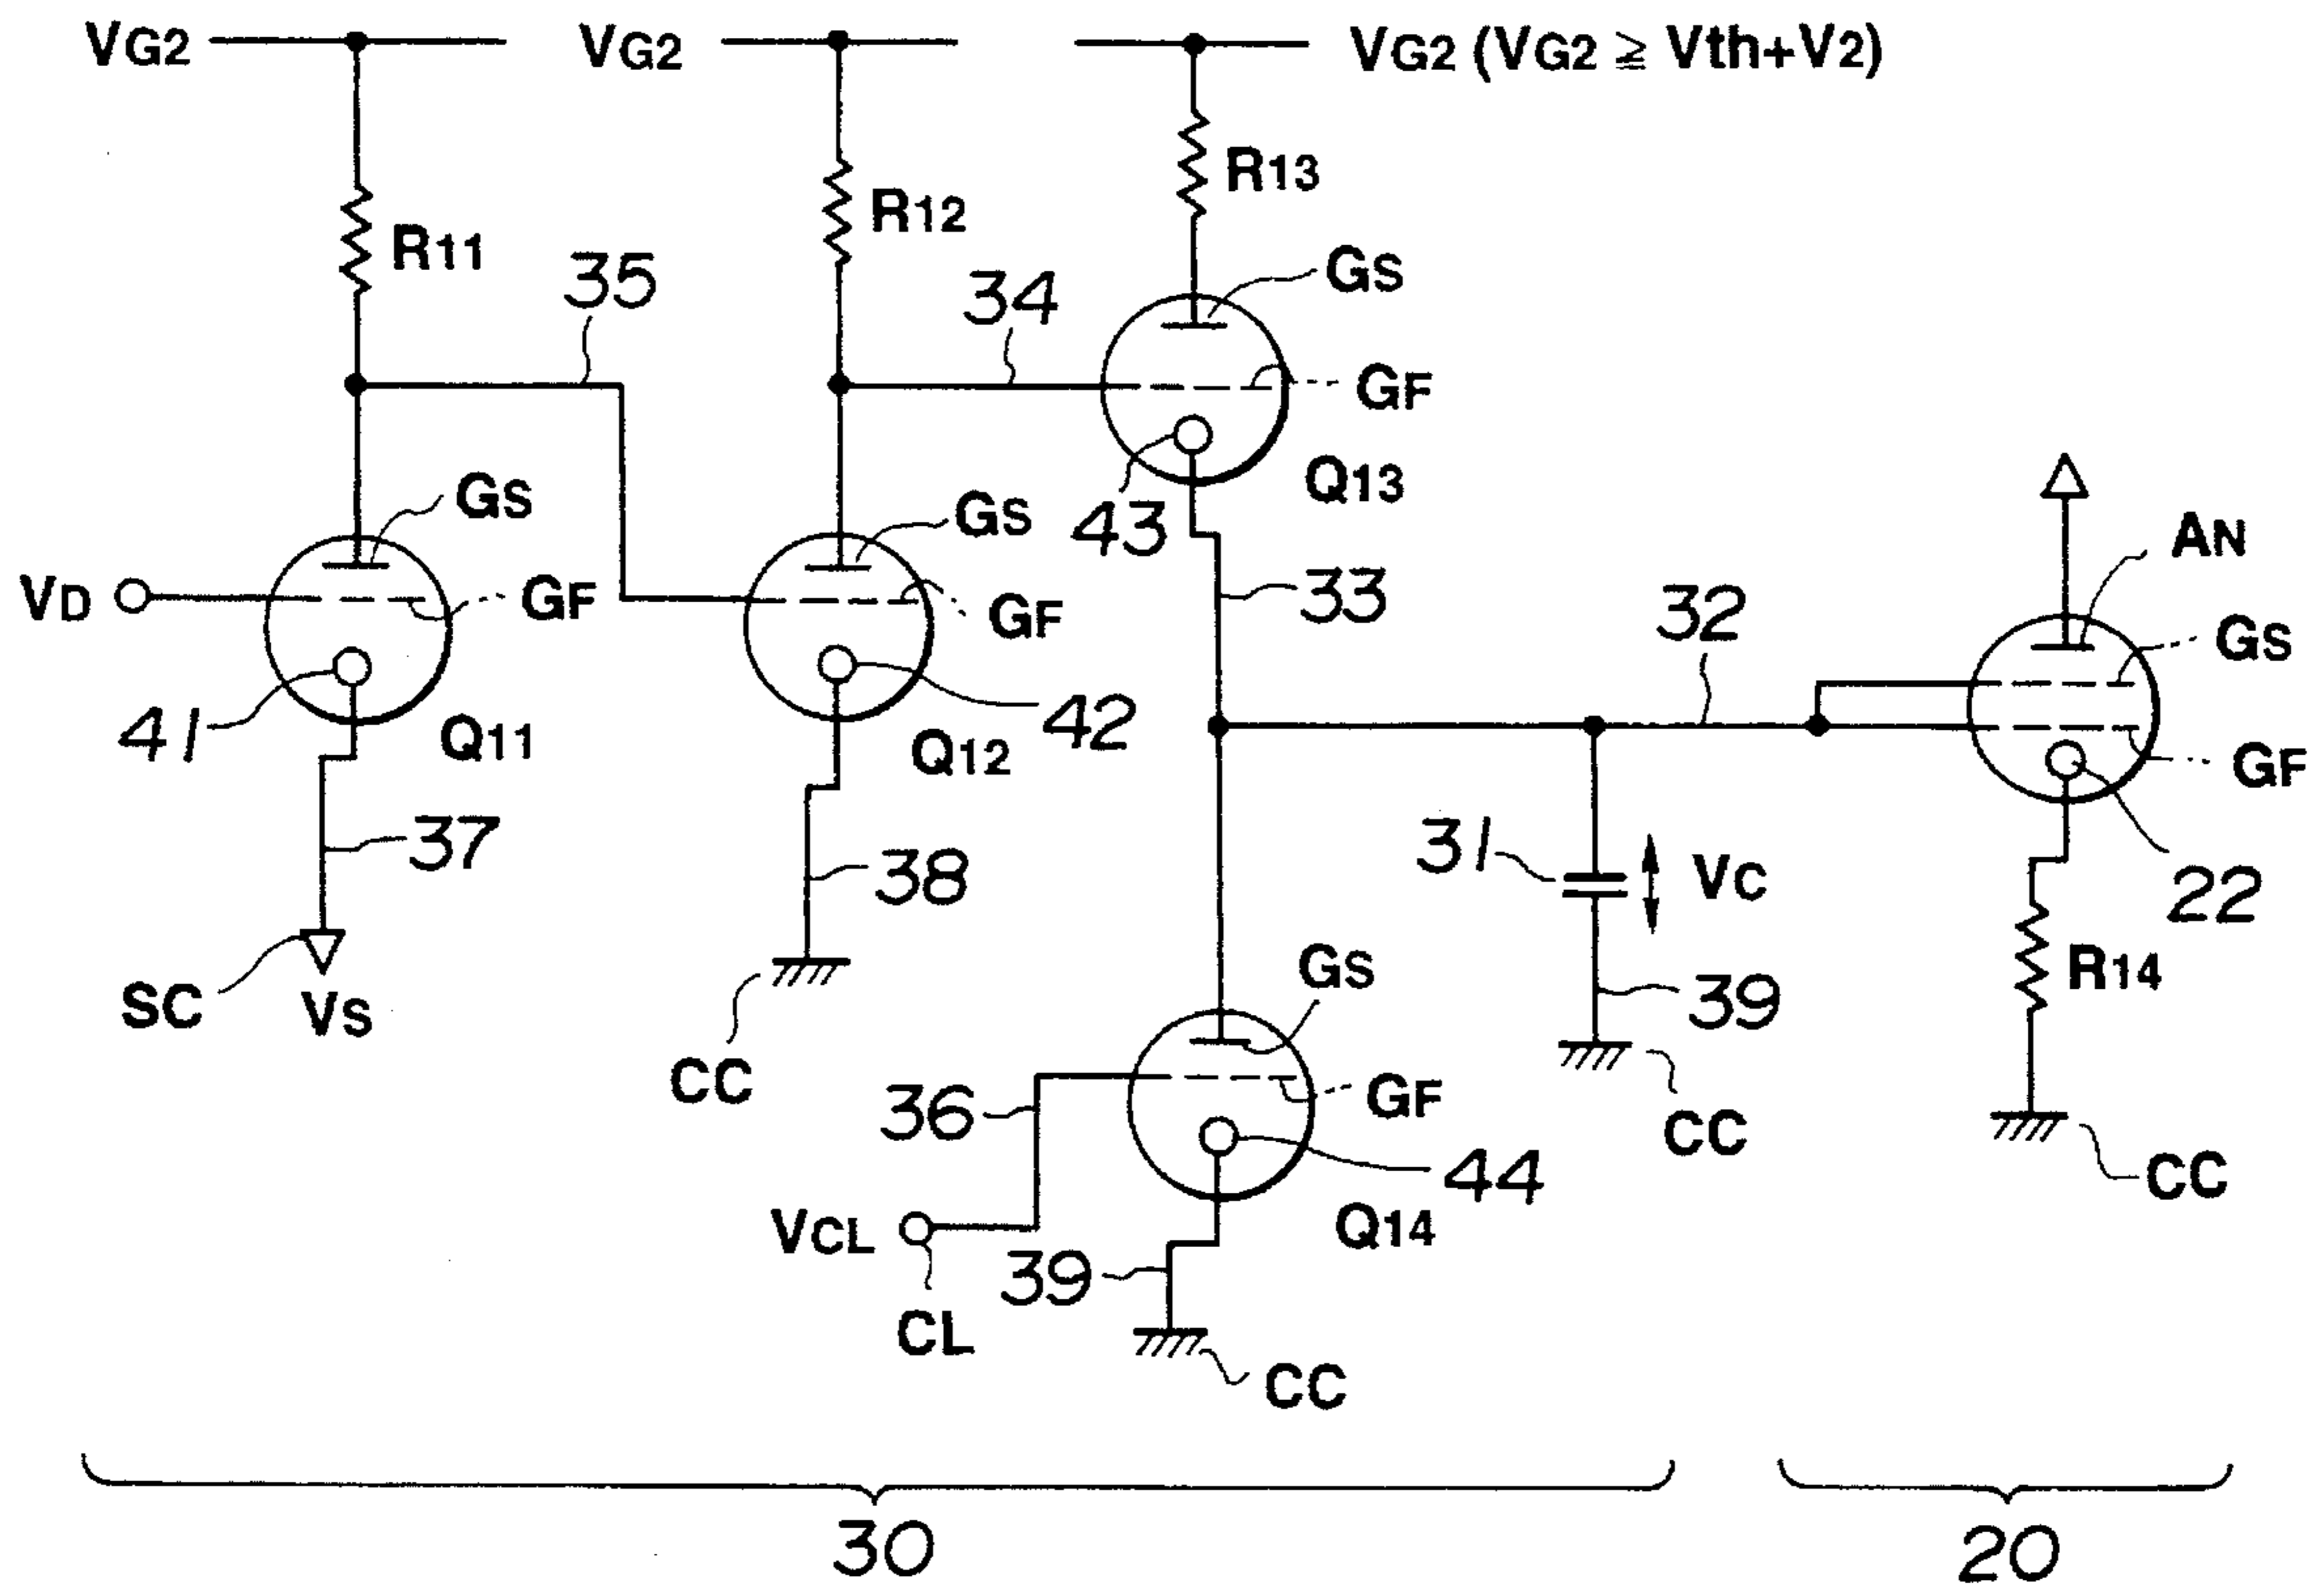 VG2
VG2
VG2 (VG2 ≧ Vth+V2)
R11
R12
R13
35
34
GS
GF
GS
GS
Q13
43
AN
VD
GF
GF
33
32
GS
41
Q11
42
Q12
GF
37
38
31
VC
22
SC
VS
GS
39
R14
CC
36
GF
CC
44
CC
VCL
Q14
39
CL
CC
30
20